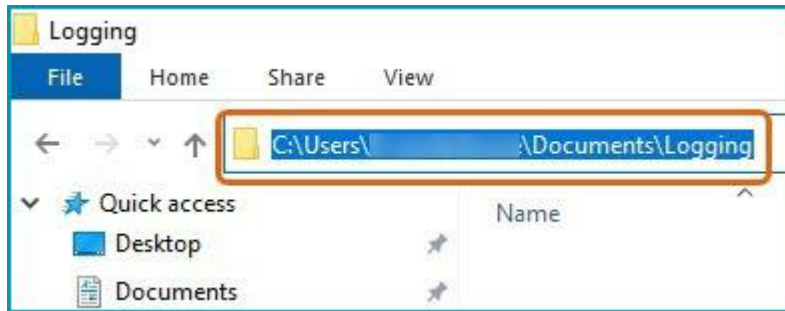 Logging
File Home Share View
C:\Users\ \Documents\Logging
Quick access
Name
Desktop
Documents